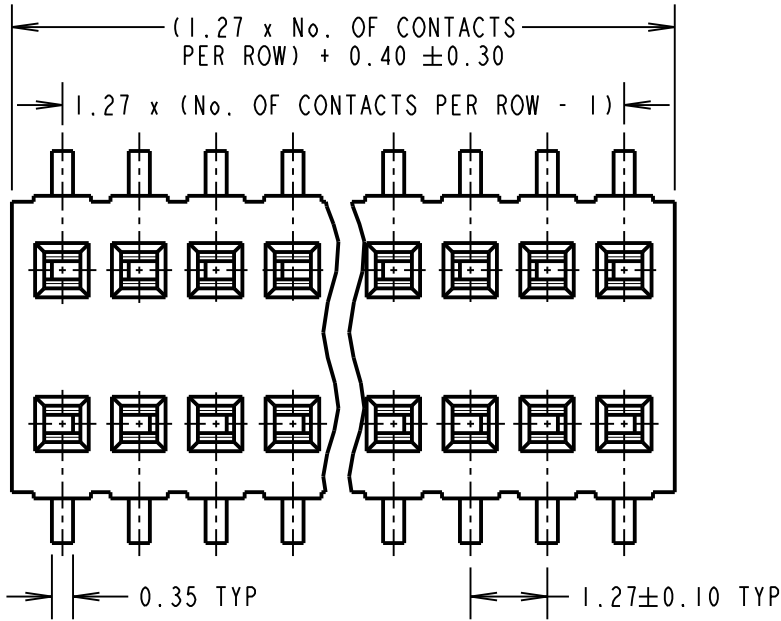 (1.27 x No. OF CONTACTS
PER ROW) + 0.40 ±0.30
1.27 x (No. OF CONTACTS PER ROW - 1)
0.35 TYP
1.27±0.10 TYP